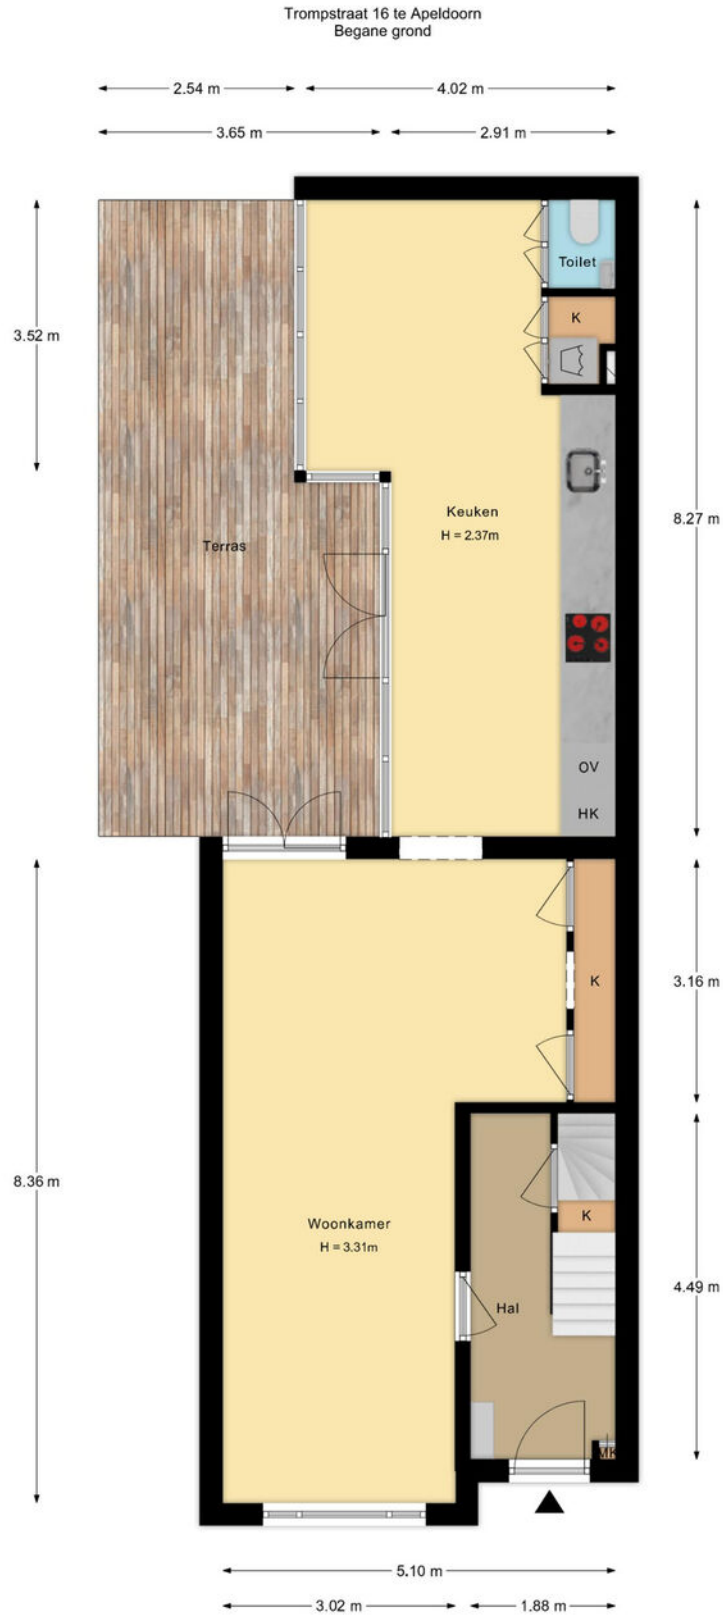 Trompstraat 16 te Apeldoorn
Begane grond
2.54 m
4.02 m
3.65 m
2.91 m
3.52 m
Toilet
K
Keuken
H = 2.37m
8.27 m
Terras
OV
HK
K
3.16 m
8.36 m
Woonkamer
H = 3.31m
K
Hal
4.49 m
MK
5.10 m
3.02 m
1.88 m